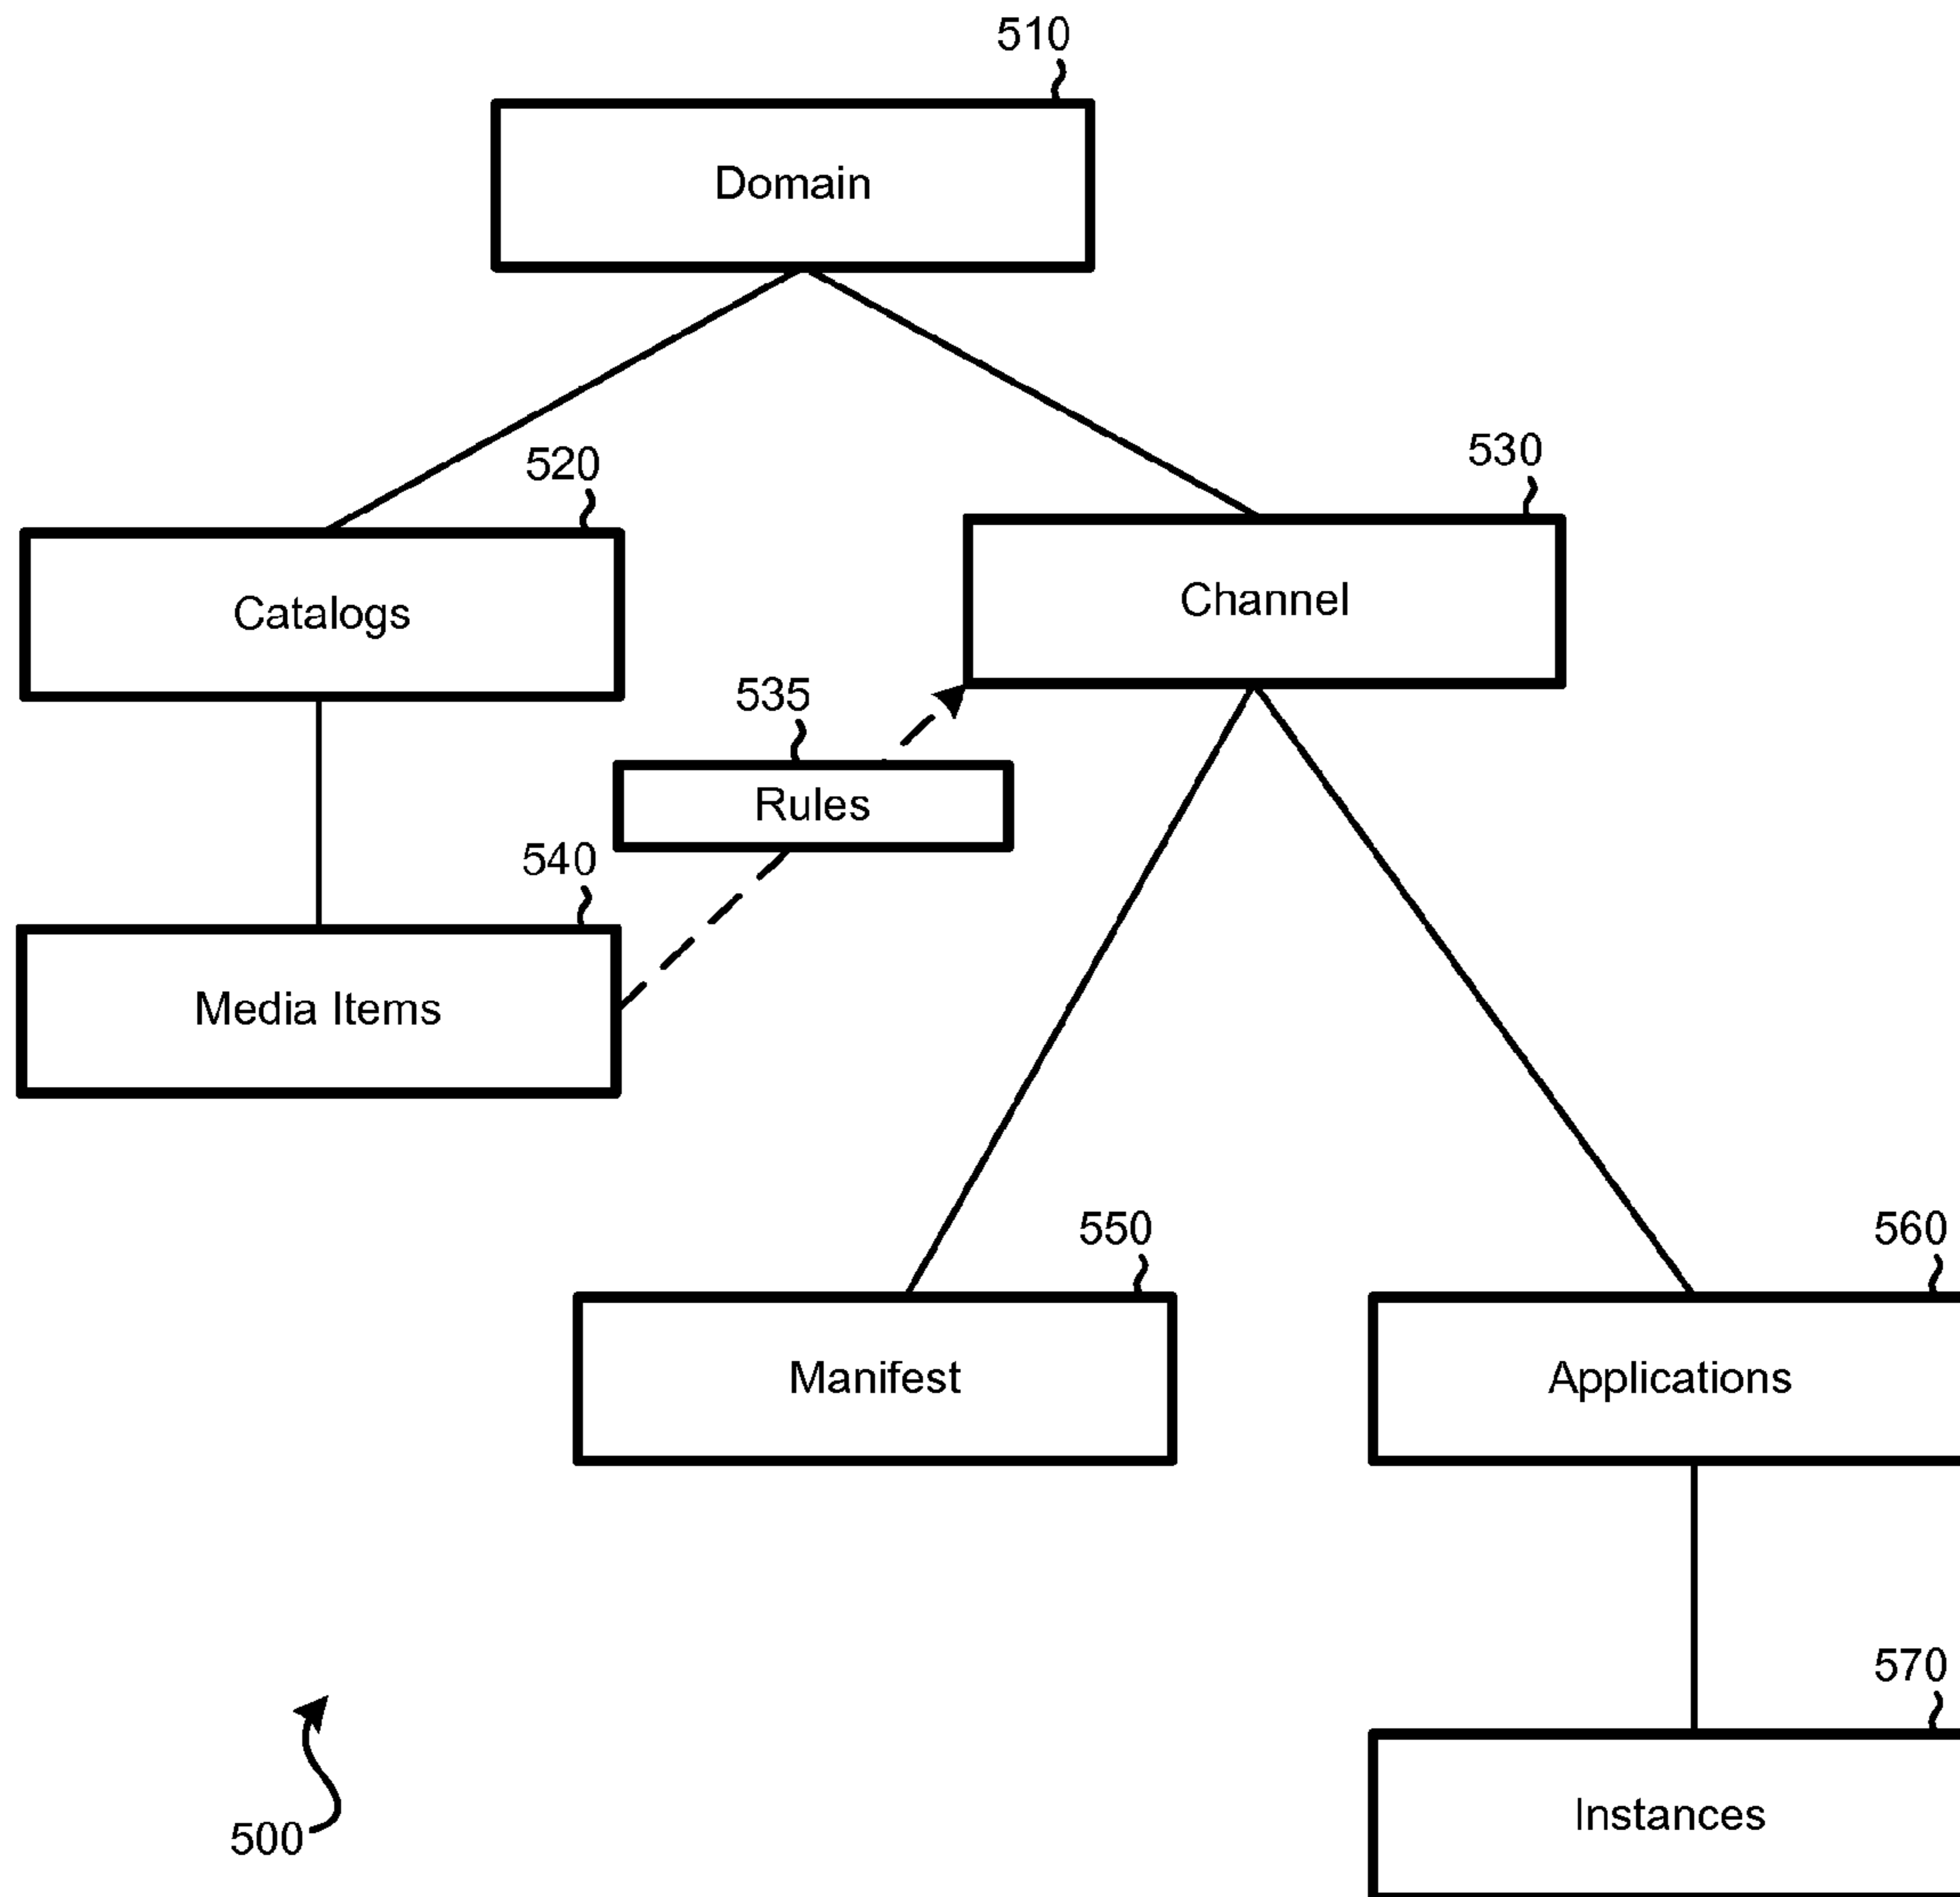 510
Domain
520
530
Catalogs
Channel
535
Rules
540
Media Items
550
560
Manifest
Applications
570
Instances
500